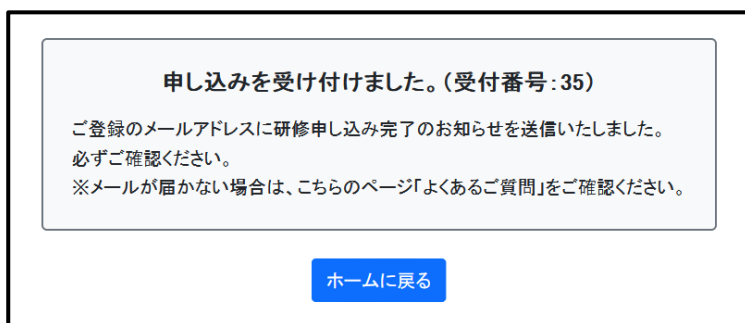 申し込みを受け付けました。（受付番号：35）
ご登録のメールアドレスに研修申し込み完了のお知らせを送信いたしました。
必ずご確認ください。
※メールが届かない場合は、こちらのページ「よくあるご質問」をご確認ください。
ホームに戻る